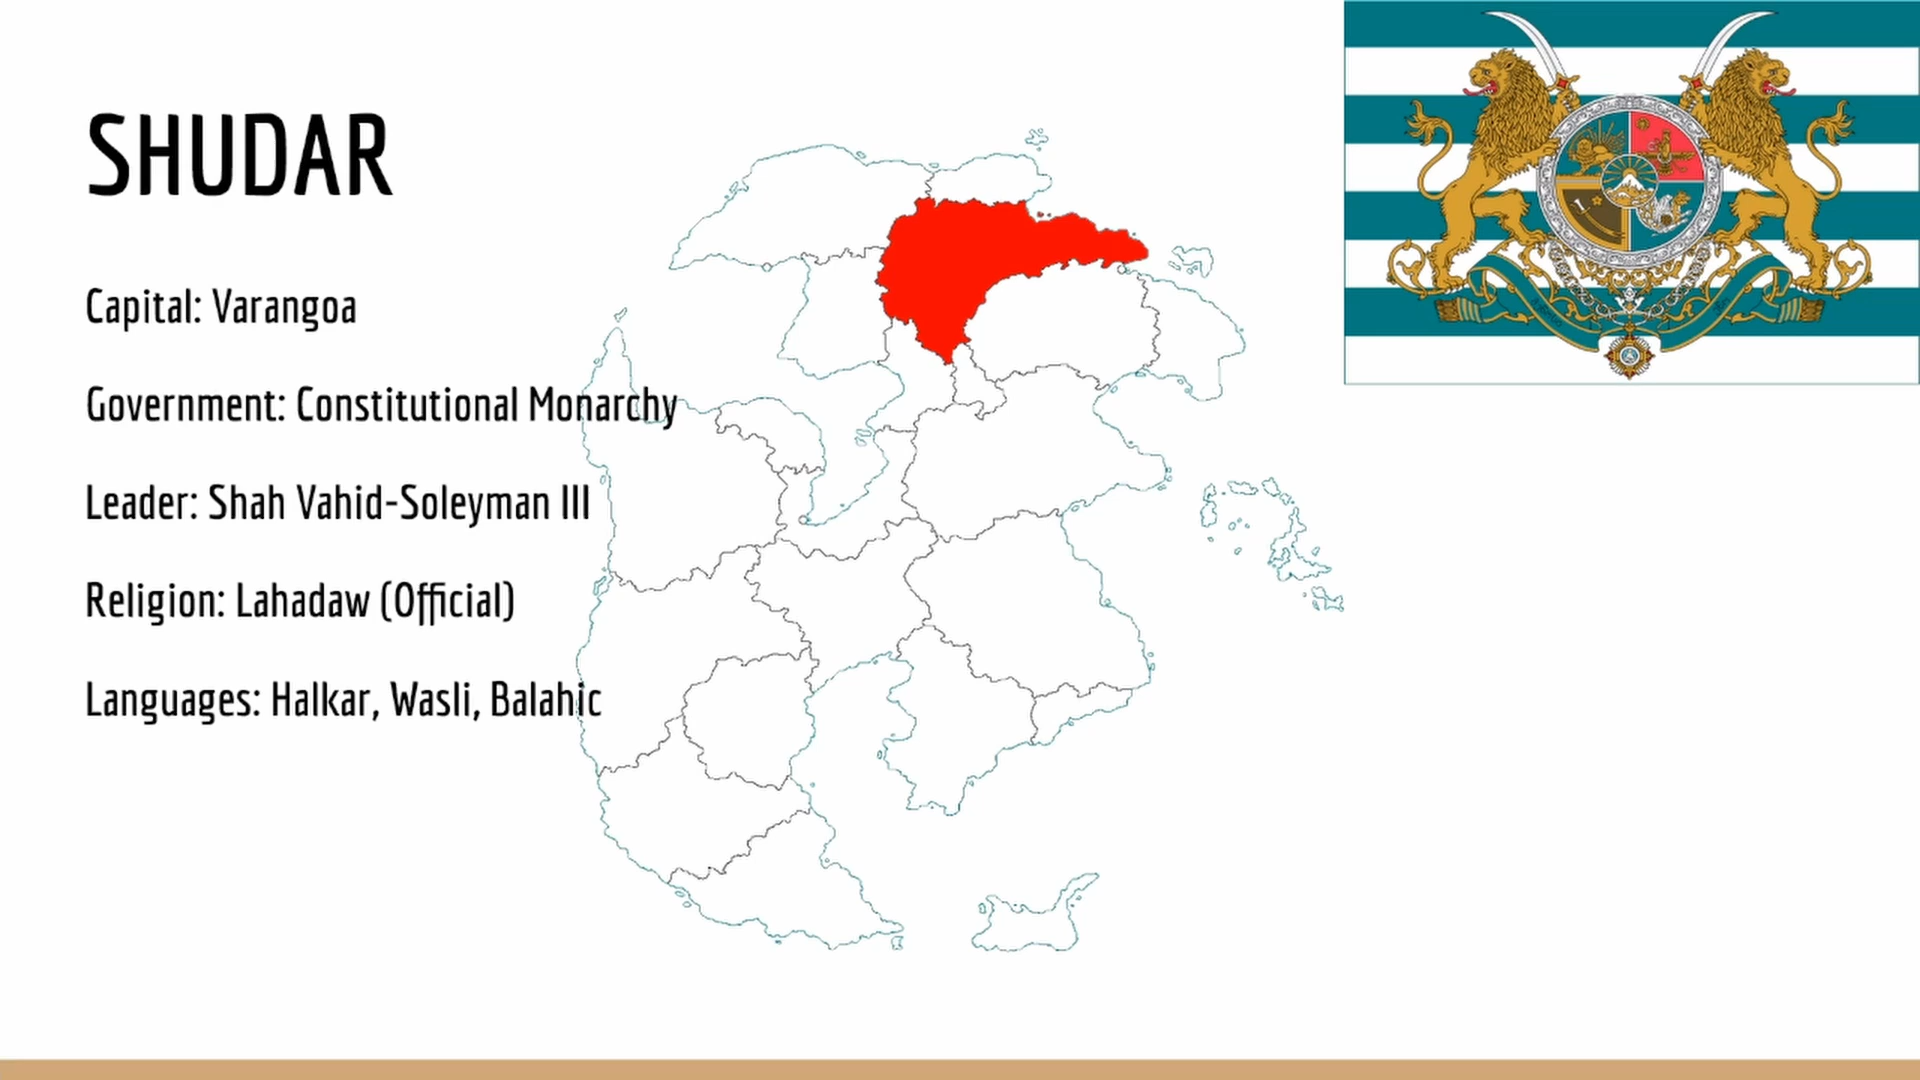 SHUDAR
Capital: Varangoa
Government: Constitutional Monarchy
Leader: Shah Vahid-Soleyman III
Religion: Lahadaw (Official)
Languages: Halkar, Wasli, Balahic